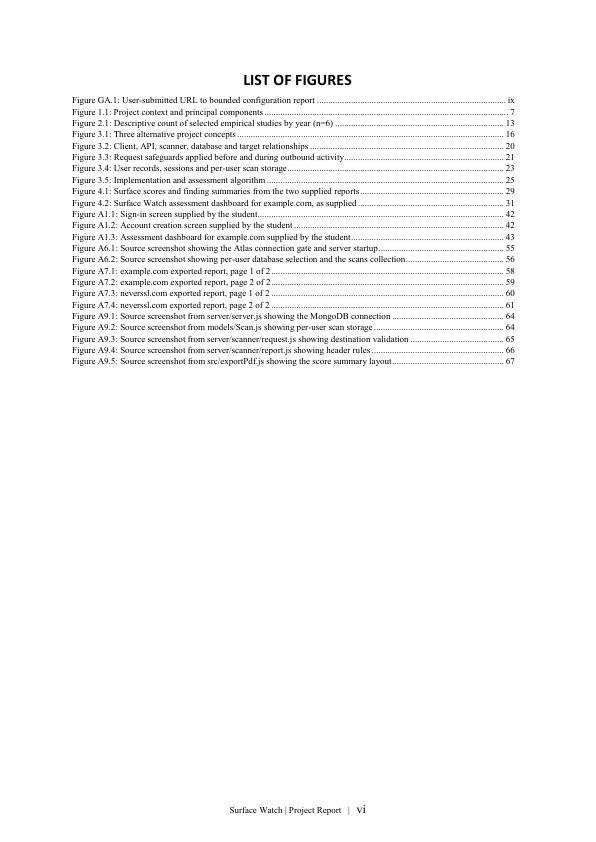 LIST OF FIGURES
Figure GA.1: User-submitted URL to bounded configuration report ............ ix
Figure 1.1: Project context and principal components ............ 7
Figure 2.1: Descriptive count of selected empirical studies by year (n=6) ............ 13
Figure 3.1: Three alternative project concepts ............ 16
Figure 3.2: Client, API, scanner, database and target relationships ............ 20
Figure 3.3: Request safeguards applied before and during outbound activity ............ 21
Figure 3.4: User records, sessions and per-user scan storage ............ 23
Figure 3.5: Implementation and assessment algorithm ............ 25
Figure 4.1: Surface scores and finding summaries from the two supplied reports ............ 29
Figure 4.2: Surface Watch assessment dashboard for example.com, as supplied ............ 31
Figure A1.1: Sign-in screen supplied by the student ............ 42
Figure A1.2: Account creation screen supplied by the student ............ 42
Figure A1.3: Assessment dashboard for example.com supplied by the student ............ 43
Figure A6.1: Source screenshot showing the Atlas connection gate and server startup ............ 55
Figure A6.2: Source screenshot showing per-user database selection and the scans collection ............ 56
Figure A7.1: example.com exported report, page 1 of 2 ............ 58
Figure A7.2: example.com exported report, page 2 of 2 ............ 59
Figure A7.3: neverssl.com exported report, page 1 of 2 ............ 60
Figure A7.4: neverssl.com exported report, page 2 of 2 ............ 61
Figure A9.1: Source screenshot from server/server.js showing the MongoDB connection ............ 64
Figure A9.2: Source screenshot from models/Scan.js showing per-user scan storage ............ 64
Figure A9.3: Source screenshot from server/scanner/request.js showing destination validation ............ 65
Figure A9.4: Source screenshot from server/scanner/report.js showing header rules ............ 66
Figure A9.5: Source screenshot from src/exportPdf.js showing the score summary layout ............ 67
Surface Watch | Project Report | vi